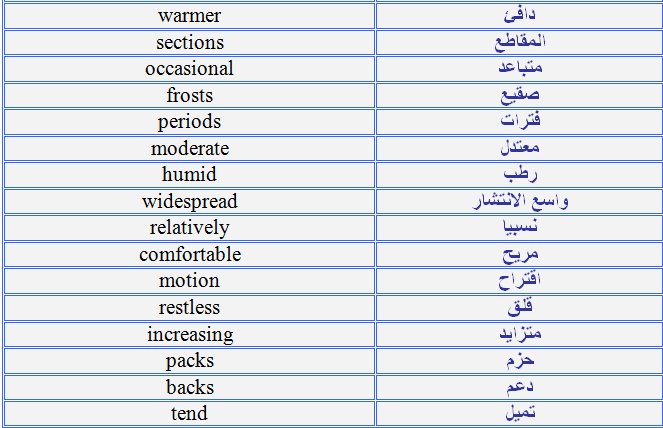 warmer دافئ
sections المقاطع
occasional متباعد
frosts صقيع
periods فترات
moderate معتدل
humid رطب
widespread واسع الانتشار
relatively نسبيا
comfortable مريح
motion اقتراح
restless قلق
increasing متزايد
packs حزم
backs دعم
tend تميل